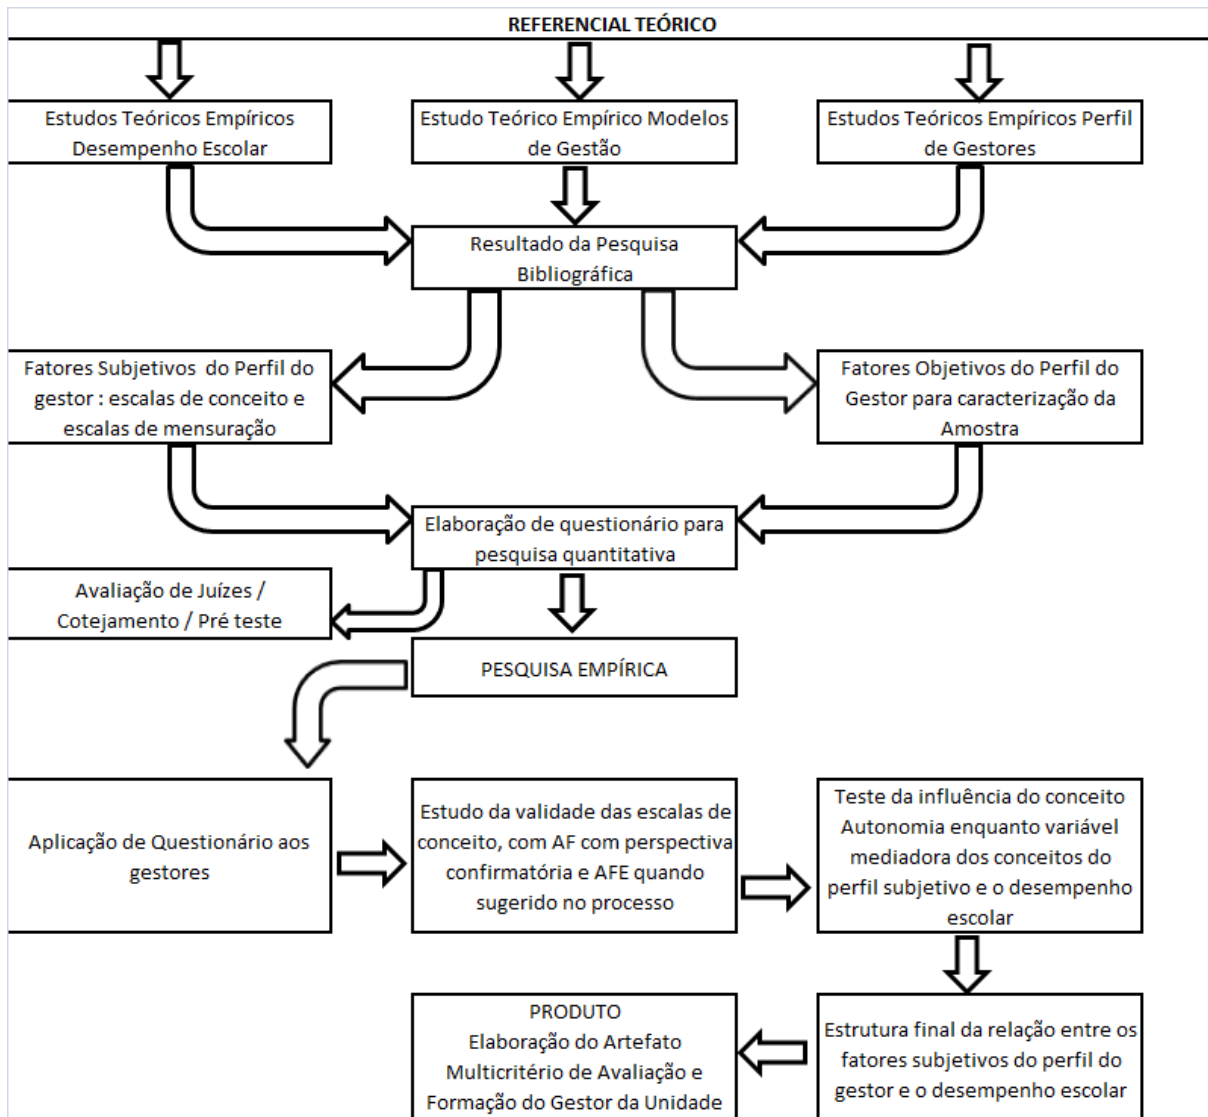 REFERENCIAL TEÓRICO
Estudos Teóricos Empíricos
Desempenho Escolar
Estudo Teórico Empírico Modelos
de Gestão
Estudos Teóricos Empíricos Perfil
de Gestores
Resultado da Pesquisa
Bibliográfica
Fatores Subjetivos do Perfil do
gestor : escalas de conceito e
escalas de mensuração
Fatores Objetivos do Perfil do
Gestor para caracterização da
Amostra
Elaboração de questionário para
pesquisa quantitativa
Avaliação de Juízes /
Cotejamento / Pré teste
PESQUISA EMPÍRICA
Aplicação de Questionário aos
gestores
Estudo da validade das escalas de
conceito, com AF com perspectiva
confirmatória e AFE quando
sugerido no processo
Teste da influência do conceito
Autonomia enquanto variável
mediadora dos conceitos do
perfil subjetivo e o desempenho
escolar
PRODUTO
Elaboração do Artefato
Multicritério de Avaliação e
Formação do Gestor da Unidade
Estrutura final da relação entre os
fatores subjetivos do perfil do
gestor e o desempenho escolar